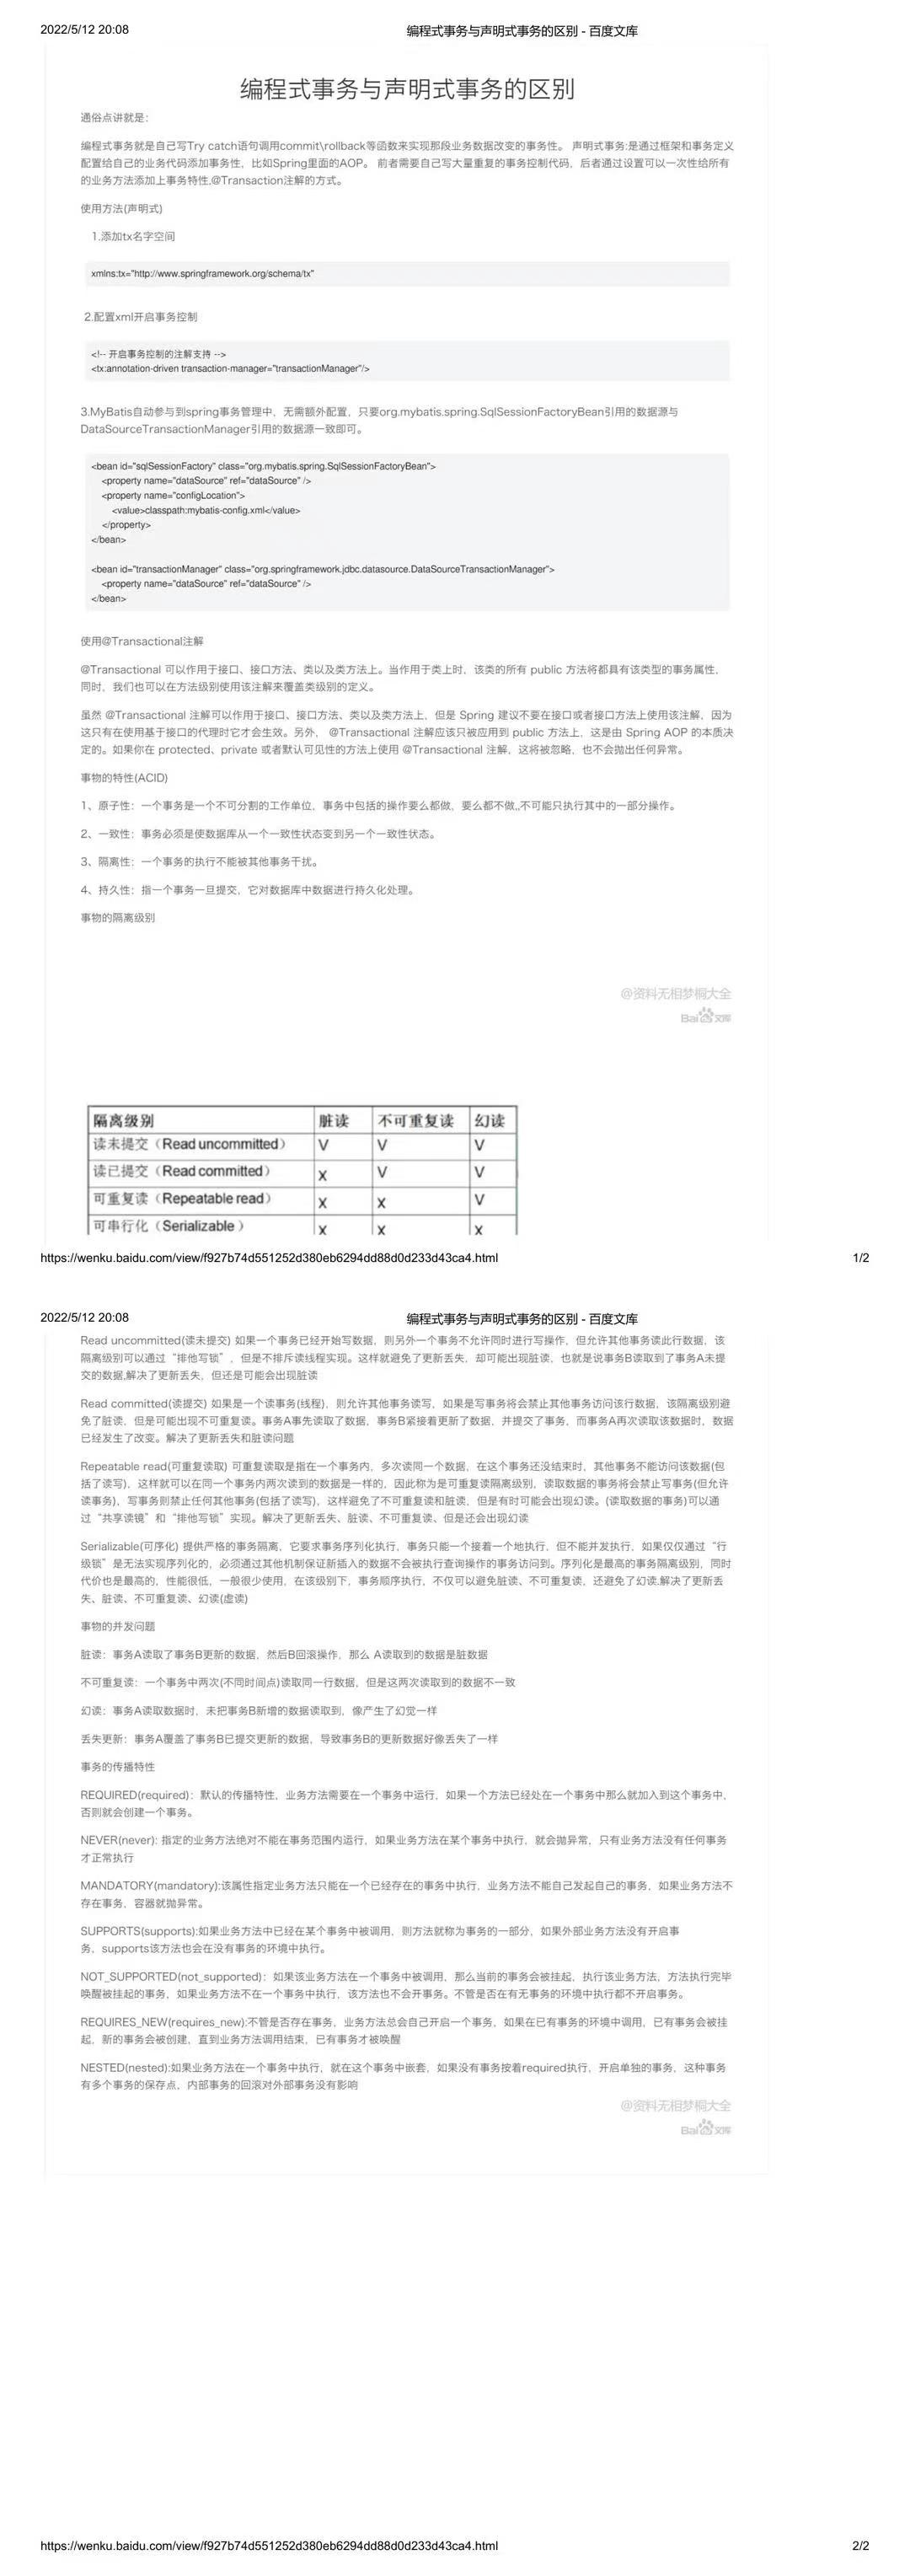 2022/5/12 20:08
编程式事务与声明式事务的区别 - 百度文库
编程式事务与声明式事务的区别
通俗点讲就是：
编程式事务就是自己写Try catch语句调用commit\rollback等函数来实现那段业务数据改变的事务性。 声明式事务:是通过框架和事务定义
配置给自己的业务代码添加事务性，比如Spring里面的AOP。 前者需要自己写大量重复的事务控制代码，后者通过设置可以一次性给所有
的业务方法添加上事务特性,@Transaction注解的方式。
使用方法(声明式)
1.添加tx名字空间
xmlns:tx="http://www.springframework.org/schema/tx"
2.配置xml开启事务控制
<!-- 开启事务控制的注解支持 -->
<tx:annotation-driven transaction-manager="transactionManager"/>
3.MyBatis自动参与到spring事务管理中，无需额外配置，只要org.mybatis.spring.SqlSessionFactoryBean引用的数据源与
DataSourceTransactionManager引用的数据源一致即可。
<bean id="sqlSessionFactory" class="org.mybatis.spring.SqlSessionFactoryBean">
<property name="dataSource" ref="dataSource" />
<property name="configLocation">
<value>classpath:mybatis-config.xml</value>
</property>
</bean>
<bean id="transactionManager" class="org.springframework.jdbc.datasource.DataSourceTransactionManager">
<property name="dataSource" ref="dataSource" />
</bean>
使用@Transactional注解
@Transactional 可以作用于接口、接口方法、类以及类方法上。当作用于类上时，该类的所有 public 方法将都具有该类型的事务属性，
同时，我们也可以在方法级别使用该注解来覆盖类级别的定义。
虽然 @Transactional 注解可以作用于接口、接口方法、类以及类方法上，但是 Spring 建议不要在接口或者接口方法上使用该注解，因为
这只有在使用基于接口的代理时它才会生效。另外， @Transactional 注解应该只被应用到 public 方法上，这是由 Spring AOP 的本质决
定的。如果你在 protected、private 或者默认可见性的方法上使用 @Transactional 注解，这将被忽略，也不会抛出任何异常。
事物的特性(ACID)
1、原子性：一个事务是一个不可分割的工作单位，事务中包括的操作要么都做，要么都不做,,不可能只执行其中的一部分操作。
2、一致性：事务必须是使数据库从一个一致性状态变到另一个一致性状态。
3、隔离性：一个事务的执行不能被其他事务干扰。
4、持久性：指一个事务一旦提交，它对数据库中数据进行持久化处理。
事物的隔离级别
@资料无相梦桐大全
Bai文库
隔离级别 脏读 不可重复读 幻读
读未提交（Read uncommitted） V V V
读已提交（Read committed） x V V
可重复读（Repeatable read） x x V
可串行化（Serializable ） x x x
https://wenku.baidu.com/view/f927b74d551252d380eb6294dd88d0d233d43ca4.html
1/2
2022/5/12 20:08
编程式事务与声明式事务的区别 - 百度文库
Read uncommitted(读未提交) 如果一个事务已经开始写数据，则另外一个事务不允许同时进行写操作，但允许其他事务读此行数据，该
隔离级别可以通过“排他写锁”，但是不排斥读线程实现。这样就避免了更新丢失，却可能出现脏读，也就是说事务B读取到了事务A未提
交的数据,解决了更新丢失，但还是可能会出现脏读
Read committed(读提交) 如果是一个读事务(线程)，则允许其他事务读写，如果是写事务将会禁止其他事务访问该行数据，该隔离级别避
免了脏读，但是可能出现不可重复读。事务A事先读取了数据，事务B紧接着更新了数据，并提交了事务，而事务A再次读取该数据时，数据
已经发生了改变。解决了更新丢失和脏读问题
Repeatable read(可重复读取) 可重复读取是指在一个事务内，多次读同一个数据，在这个事务还没结束时，其他事务不能访问该数据(包
括了读写)，这样就可以在同一个事务内两次读到的数据是一样的，因此称为是可重复读隔离级别，读取数据的事务将会禁止写事务(但允许
读事务)，写事务则禁止任何其他事务(包括了读写)，这样避免了不可重复读和脏读，但是有时可能会出现幻读。(读取数据的事务)可以通
过“共享读镜”和“排他写锁”实现。解决了更新丢失、脏读、不可重复读、但是还会出现幻读
Serializable(可序化) 提供严格的事务隔离，它要求事务序列化执行，事务只能一个接着一个地执行，但不能并发执行，如果仅仅通过“行
级锁”是无法实现序列化的，必须通过其他机制保证新插入的数据不会被执行查询操作的事务访问到。序列化是最高的事务隔离级别，同时
代价也是最高的，性能很低，一般很少使用，在该级别下，事务顺序执行，不仅可以避免脏读、不可重复读，还避免了幻读,解决了更新丢
失、脏读、不可重复读、幻读(虚读)
事物的并发问题
脏读：事务A读取了事务B更新的数据，然后B回滚操作，那么 A读取到的数据是脏数据
不可重复读：一个事务中两次(不同时间点)读取同一行数据，但是这两次读取到的数据不一致
幻读：事务A读取数据时，未把事务B新增的数据读取到，像产生了幻觉一样
丢失更新：事务A覆盖了事务B已提交更新的数据，导致事务B的更新数据好像丢失了一样
事务的传播特性
REQUIRED(required)：默认的传播特性，业务方法需要在一个事务中运行，如果一个方法已经处在一个事务中那么就加入到这个事务中，
否则就会创建一个事务。
NEVER(never): 指定的业务方法绝对不能在事务范围内运行，如果业务方法在某个事务中执行，就会抛异常，只有业务方法没有任何事务
才正常执行
MANDATORY(mandatory):该属性指定业务方法只能在一个已经存在的事务中执行，业务方法不能自己发起自己的事务，如果业务方法不
存在事务，容器就抛异常。
SUPPORTS(supports):如果业务方法中已经在某个事务中被调用，则方法就称为事务的一部分，如果外部业务方法没有开启事
务，supports该方法也会在没有事务的环境中执行。
NOT_SUPPORTED(not_supported)：如果该业务方法在一个事务中被调用，那么当前的事务会被挂起，执行该业务方法，方法执行完毕
唤醒被挂起的事务，如果业务方法不在一个事务中执行，该方法也不会开事务。不管是否在有无事务的环境中执行都不开启事务。
REQUIRES_NEW(requires_new):不管是否存在事务，业务方法总会自己开启一个事务，如果在已有事务的环境中调用，已有事务会被挂
起，新的事务会被创建，直到业务方法调用结束，已有事务才被唤醒
NESTED(nested):如果业务方法在一个事务中执行，就在这个事务中嵌套，如果没有事务按着required执行，开启单独的事务，这种事务
有多个事务的保存点，内部事务的回滚对外部事务没有影响
@资料无相梦桐大全
Bai文库
https://wenku.baidu.com/view/f927b74d551252d380eb6294dd88d0d233d43ca4.html
2/2